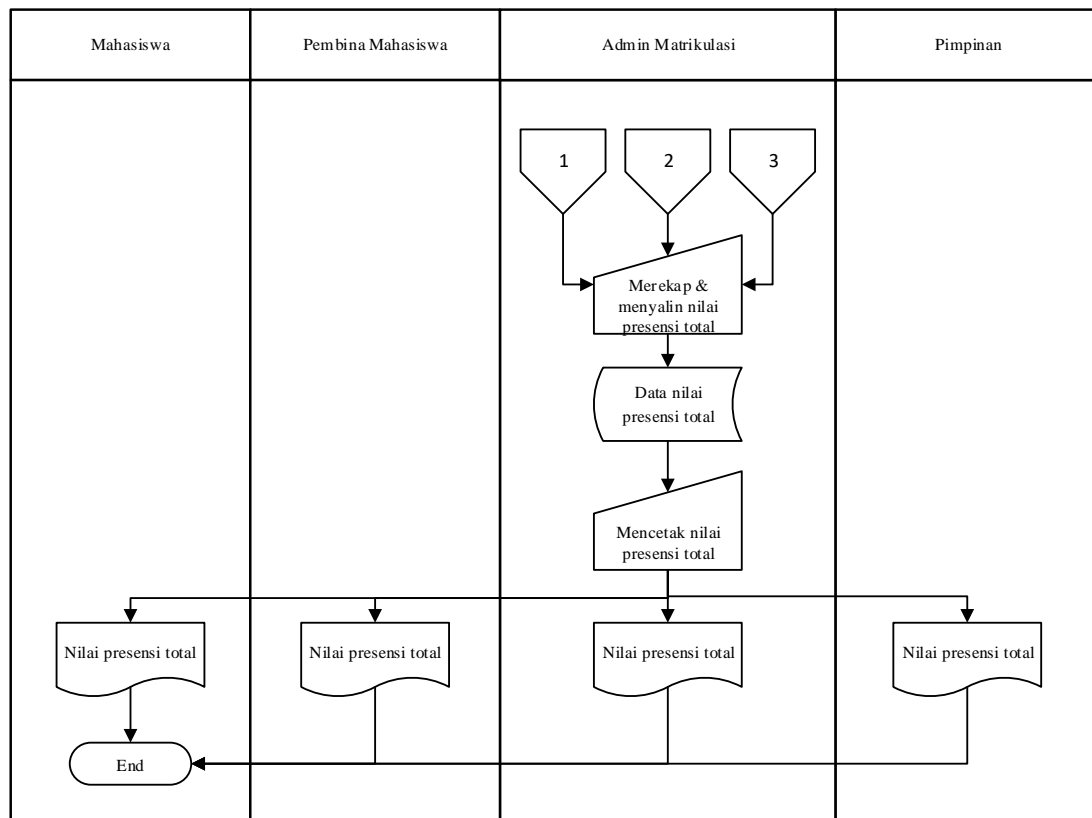 Mahasiswa
Pembina Mahasiswa
Admin Matrikulasi
Pimpinan
1
2
3
Merekap &
menyalin nilai
presensi total
Data nilai
presensi total
Mencetak nilai
presensi total
Nilai presensi total
Nilai presensi total
Nilai presensi total
Nilai presensi total
End